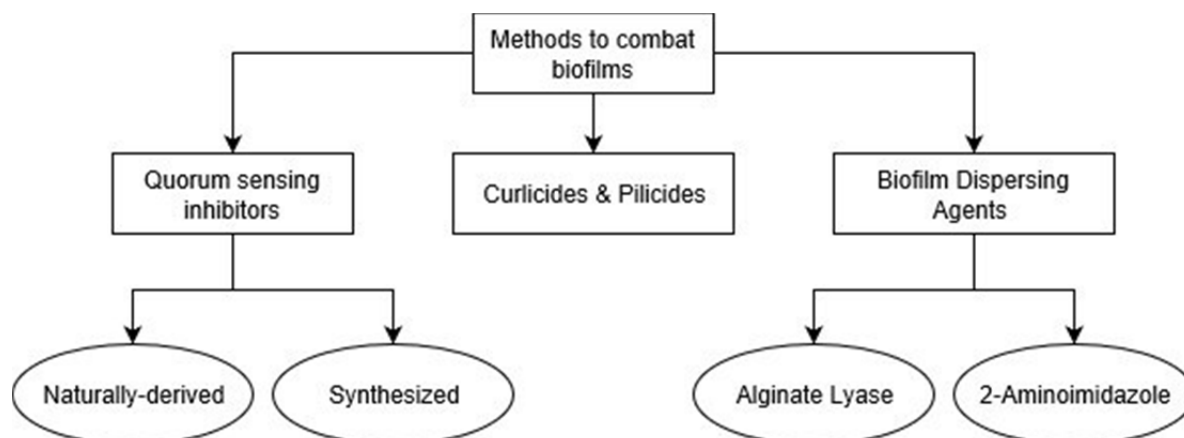 Methods to combat
biofilms
Quorum sensing
inhibitors
Curlicides & Pilicides
Biofilm Dispersing
Agents
Naturally-derived
Synthesized
Alginate Lyase
2-Aminoimidazole